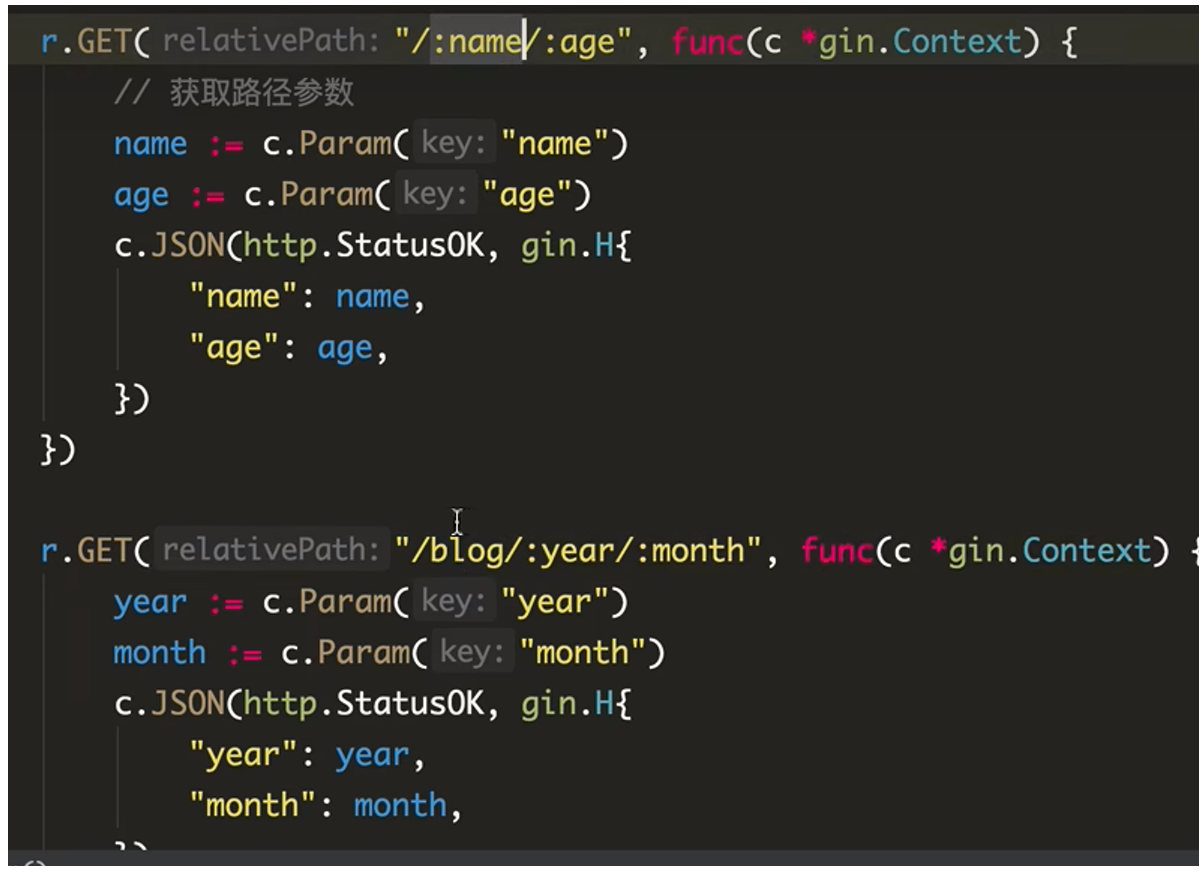 r.GET( relativePath: "/:name/:age", func(c *gin.Context) {
// 获取路径参数
name := c.Param( key: "name")
age := c.Param( key: "age")
c.JSON(http.StatusOK, gin.H{
"name": name,
"age": age,
})
})
r.GET( relativePath: "/blog/:year/:month", func(c *gin.Context) {
year := c.Param( key: "year")
month := c.Param( key: "month")
c.JSON(http.StatusOK, gin.H{
"year": year,
"month": month,
})